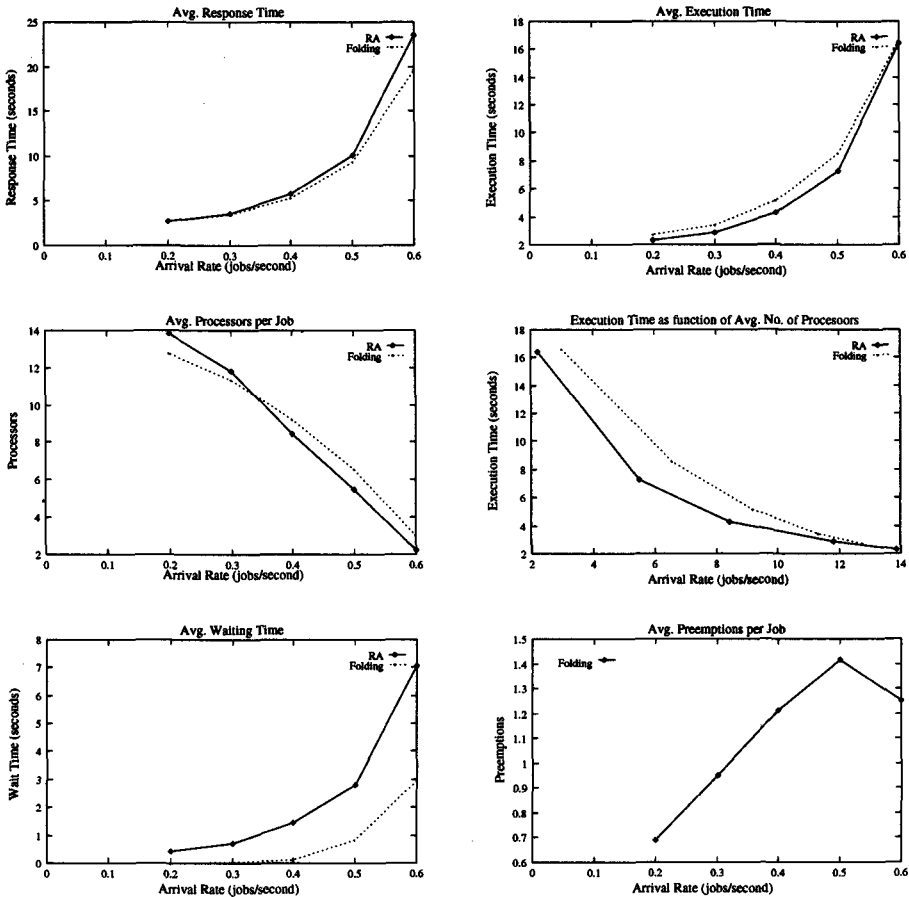 Avg. Response Time
25
20
15
10
5
0
RA
Folding
Response Time (seconds)
0 0.1 0.2 0.3 0.4 0.5 0.6
Arrival Rate (jobs/second)
Avg. Execution Time
18
16
14
12
10
8
6
4
2
RA
Folding
Execution Time (seconds)
0 0.1 0.2 0.3 0.4 0.5 0.6
Arrival Rate (jobs/second)
Avg. Processors per Job
14
12
10
8
6
4
2
RA
Folding
Processors
0 0.1 0.2 0.3 0.4 0.5 0.6
Arrival Rate (jobs/second)
Execution Time as function of Avg. No. of Procesoors
18
16
14
12
10
8
6
4
2
RA
Folding
Execution Time (seconds)
2 4 6 8 10 12 14
Arrival Rate (jobs/second)
Avg. Waiting Time
8
7
6
5
4
3
2
1
0
RA
Folding
Wait Time (seconds)
0 0.1 0.2 0.3 0.4 0.5 0.6
Arrival Rate (jobs/second)
Avg. Preemptions per Job
1.5
1.4
1.3
1.2
1.1
1
0.9
0.8
0.7
0.6
Folding
Preemptions
0 0.1 0.2 0.3 0.4 0.5 0.6
Arrival Rate (jobs/second)